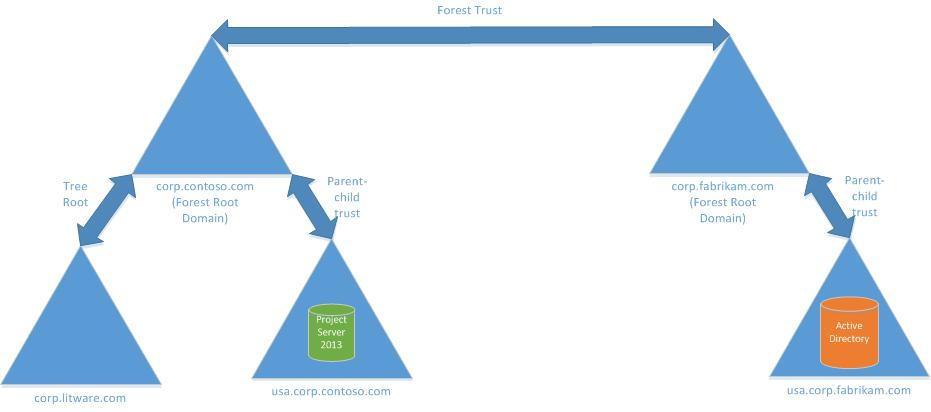 Forest Trust
Tree
Root
corp.contoso.com
(Forest Root
Domain)
Parent-
child
trust
corp.fabrikam.com
(Forest Root
Domain)
Parent-
child
trust
Project
Server
2013
Active
Directory
corp.litware.com
usa.corp.contoso.com
usa.corp.fabrikam.com